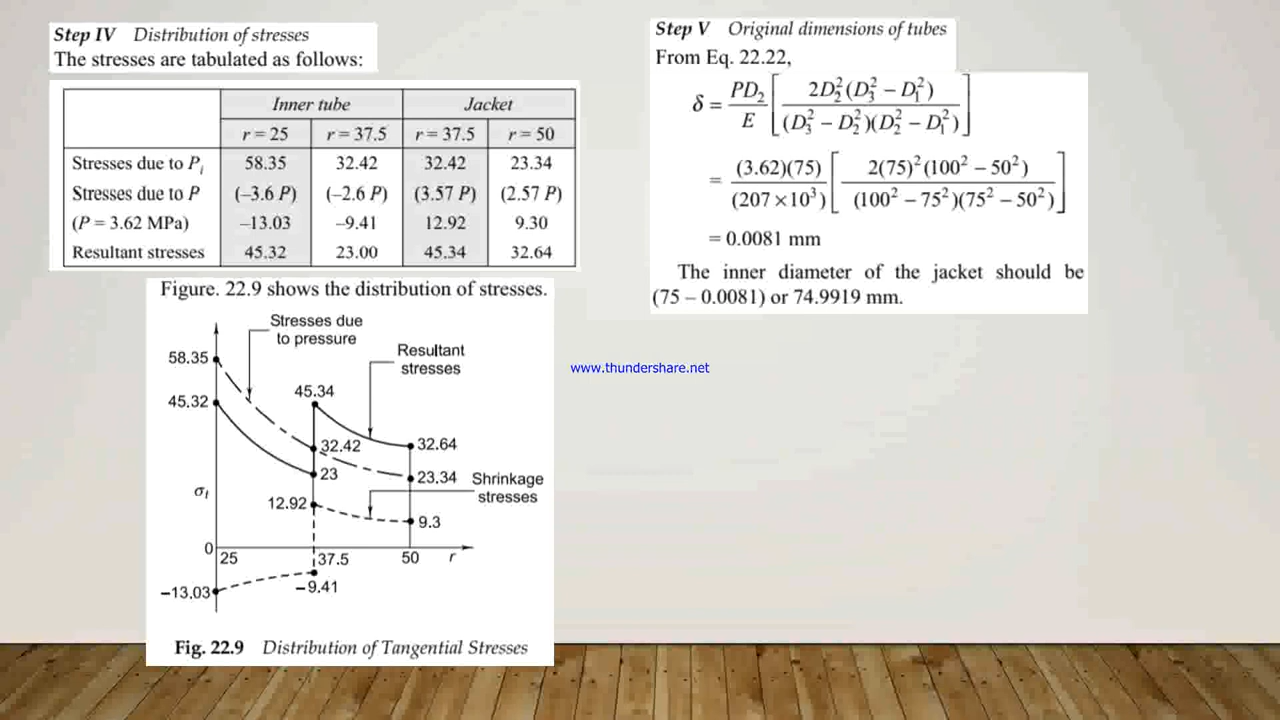 Step IV Distribution of stresses
The stresses are tabulated as follows:
Inner tube Jacket
r = 25 r = 37.5 r = 37.5 r = 50
Stresses due to Pᵢ 58.35 32.42 32.42 23.34
Stresses due to P (–3.6 P) (–2.6 P) (3.57 P) (2.57 P)
(P = 3.62 MPa) –13.03 –9.41 12.92 9.30
Resultant stresses 45.32 23.00 45.34 32.64
Figure. 22.9 shows the distribution of stresses.
Stresses due
to pressure
Resultant
stresses
58.35
45.32
45.34
32.42
32.64
23
23.34
Shrinkage
stresses
σₜ
12.92
9.3
0
25
37.5
50
r
–13.03
–9.41
Fig. 22.9 Distribution of Tangential Stresses
Step V Original dimensions of tubes
From Eq. 22.22,
δ = PD₂/E [2D₂²(D₃² – D₁²)/(D₃² – D₂²)(D₂² – D₁²)]
= (3.62)(75)/(207 × 10³) [2(75)²(100² – 50²)/(100² – 75²)(75² – 50²)]
= 0.0081 mm
The inner diameter of the jacket should be
(75 – 0.0081) or 74.9919 mm.
www.thundershare.net